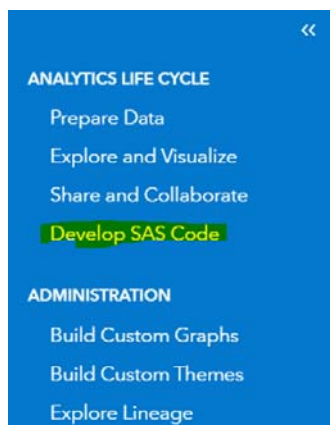 «
ANALYTICS LIFE CYCLE
Prepare Data
Explore and Visualize
Share and Collaborate
Develop SAS Code
ADMINISTRATION
Build Custom Graphs
Build Custom Themes
Explore Lineage